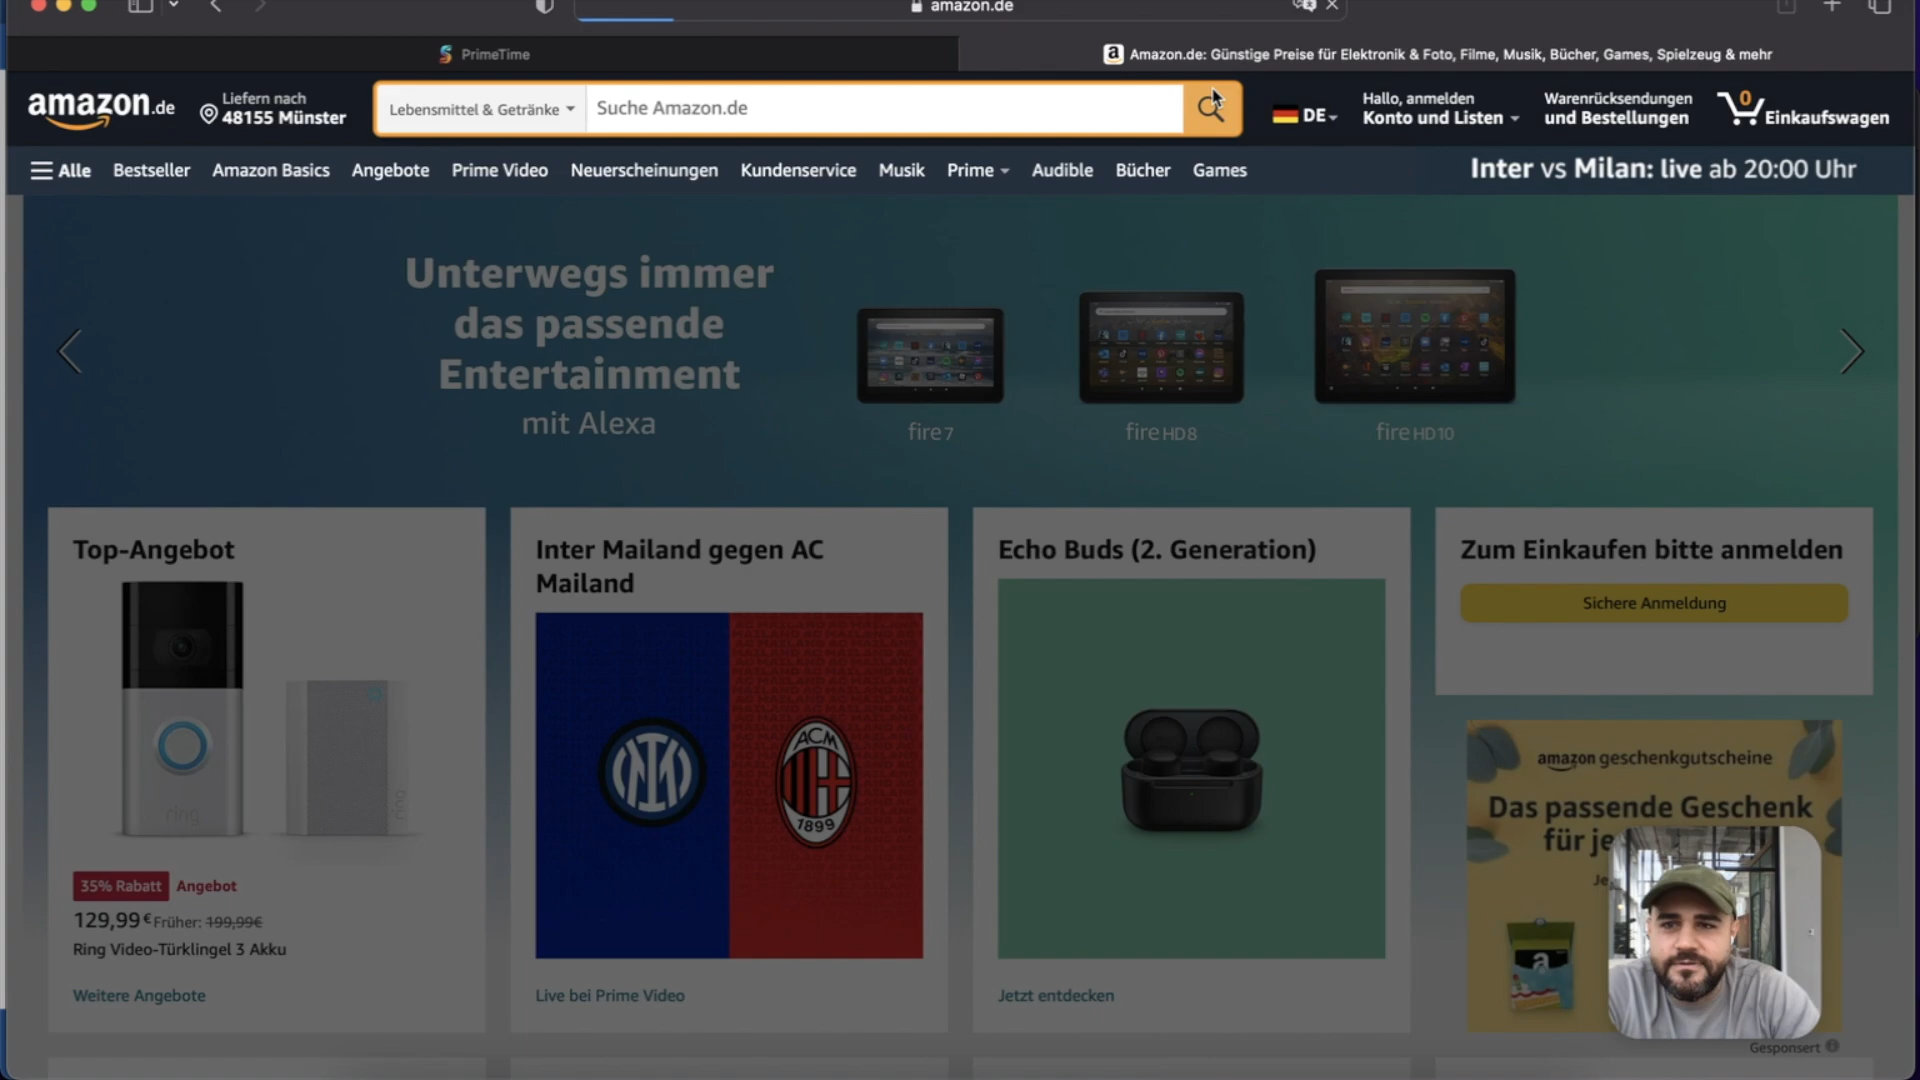 amazon.de
PrimeTime
Amazon.de: Günstige Preise für Elektronik & Foto, Filme, Musik, Bücher, Games, Spielzeug & mehr
amazon.de
Liefern nach
48155 Münster
Lebensmittel & Getränke
Suche Amazon.de
DE
Hallo, anmelden
Konto und Listen
Warenrücksendungen
und Bestellungen
0
Einkaufswagen
Alle
Bestseller
Amazon Basics
Angebote
Prime Video
Neuerscheinungen
Kundenservice
Musik
Prime
Audible
Bücher
Games
Inter vs Milan: live ab 20:00 Uhr
Unterwegs immer
das passende
Entertainment
mit Alexa
fire 7
fire HD 8
fire HD 10
Top-Angebot
ring
ring
35% Rabatt
Angebot
129,99€ Früher: 199,99€
Ring Video-Türklingel 3 Akku
Weitere Angebote
Inter Mailand gegen AC
Mailand
ACM
1899
Live bei Prime Video
Echo Buds (2. Generation)
Jetzt entdecken
Zum Einkaufen bitte anmelden
Sichere Anmeldung
amazon geschenkgutscheine
Das passende Geschenk
für je
Je
a
Gesponsert